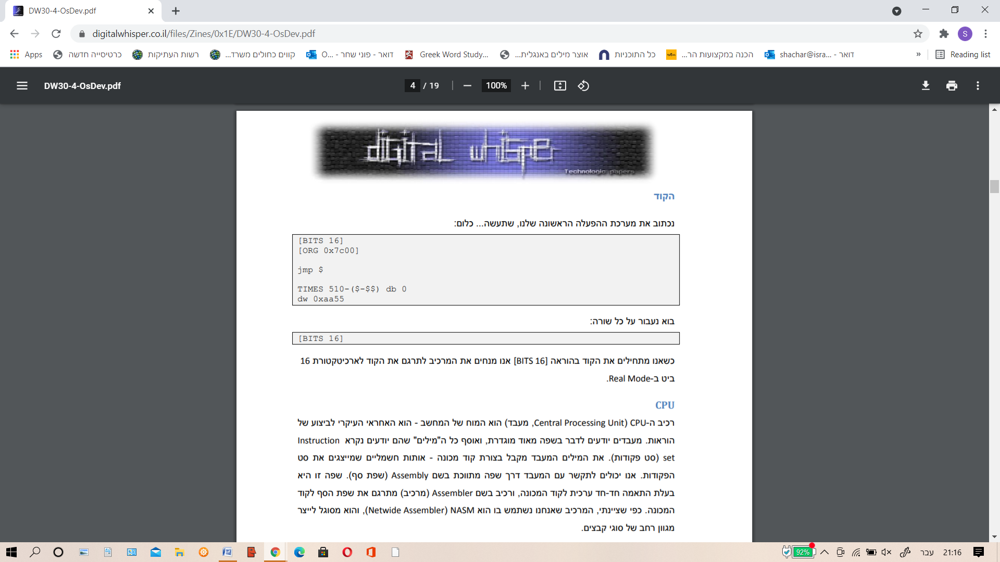 DW30-4-OsDev.pdf
digitalwhisper.co.il/files/Zines/0x1E/DW30-4-OsDev.pdf
S
Apps
כרטיסייה חדשה
רשות העתיקות
קווים כחולים משרד...
דואר - פוני שחר - O...
Greek Word Study...
אוצר מילים באנגלית...
כל התוכניות
הכנה במקצועות הר...
דואר - shachar@isra...
»
Reading list
DW30-4-OsDev.pdf
4 / 19
100%
digital whisper
Technologic papers
הקוד
נכתוב את מערכת ההפעלה הראשונה שלנו, שתעשה... כלום:
[BITS 16]
[ORG 0x7c00]
jmp $
TIMES 510-($-$$) db 0
dw 0xaa55
בוא נעבור על כל שורה:
[BITS 16]
כשאנו מתחילים את הקוד בהוראה [BITS 16] אנו מנחים את המרכיב לתרגם את הקוד לארכיטקטורת 16
ביט ב-Real Mode.
CPU
רכיב ה-CPU (Central Processing Unit, מעבד) הוא המוח של המחשב - הוא האחראי העיקרי לביצוע של
הוראות. מעבדים יודעים לדבר בשפה מאוד מוגדרת, ואוסף כל ה"מילים" שהם יודעים נקרא Instruction
set (סט פקודות). את המילים המעבד מקבל בצורת קוד מכונה - אותות חשמליים שמייצגים את סט
הפקודות. אנו יכולים לתקשר עם המעבד דרך שפה מתווכת בשם Assembly (שפת סף). שפה זו היא
בעלת התאמה חד-חד ערכית לקוד המכונה, ורכיב בשם Assembler (מרכיב) מתרגם את שפת הסף לקוד
המכונה. כפי שציינתי, המרכיב שאנחנו נשתמש בו הוא NASM (Netwide Assembler), והוא מסוגל לייצר
מגוון רחב של סוגי קבצים.
92%
עבר
21:16